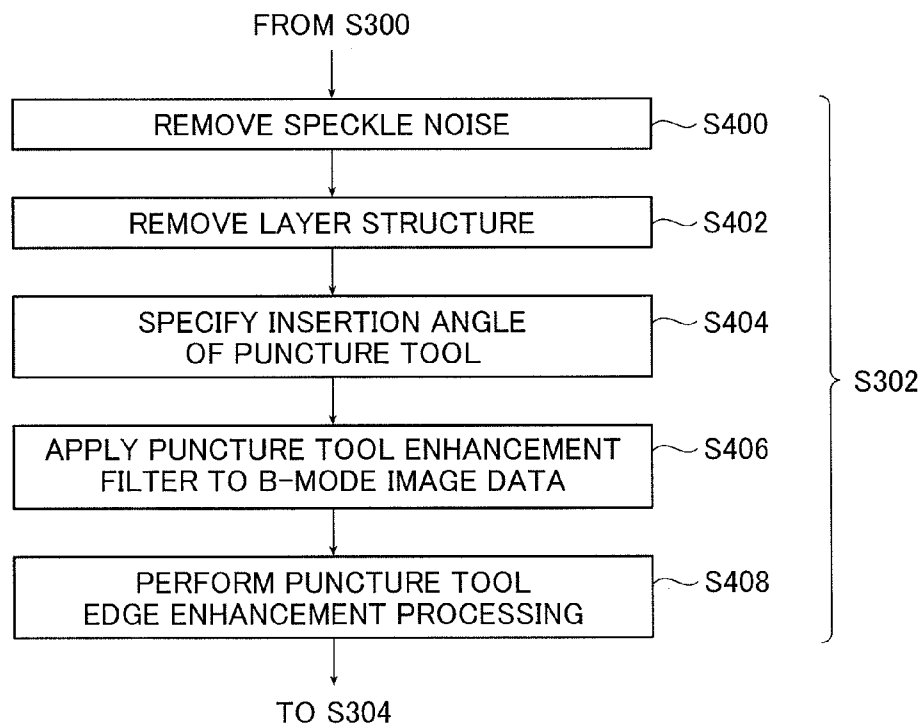 FROM S300
REMOVE SPECKLE NOISE
S400
REMOVE LAYER STRUCTURE
S402
SPECIFY INSERTION ANGLE
OF PUNCTURE TOOL
S404
S302
APPLY PUNCTURE TOOL ENHANCEMENT
FILTER TO B-MODE IMAGE DATA
S406
PERFORM PUNCTURE TOOL
EDGE ENHANCEMENT PROCESSING
S408
TO S304